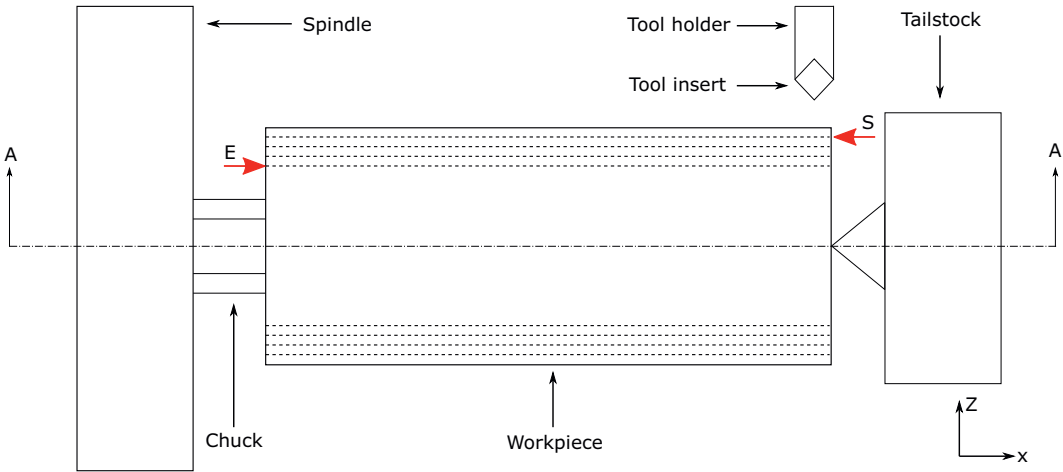 Spindle
Tool holder
Tailstock
Tool insert
S
E
A
A
Z
x
Chuck
Workpiece